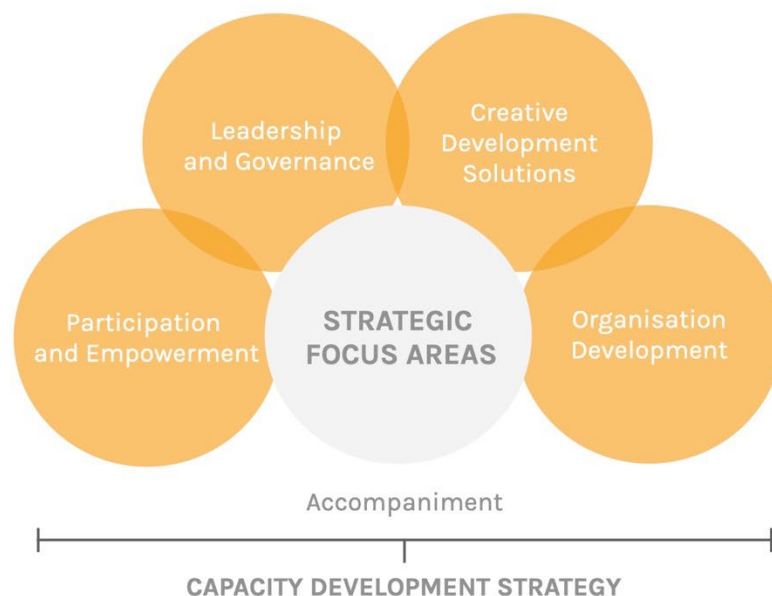 Leadership
and Governance
Creative
Development
Solutions
Participation
and Empowerment
STRATEGIC
FOCUS AREAS
Organisation
Development
Accompaniment
CAPACITY DEVELOPMENT STRATEGY